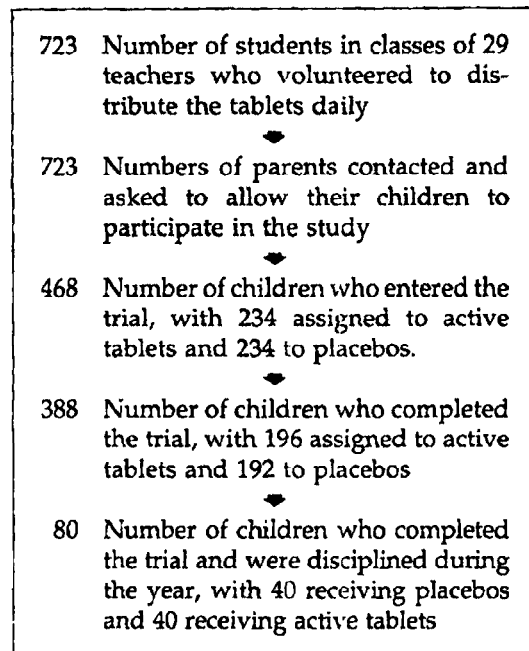 723 Number of students in classes of 29
teachers who volunteered to dis-
tribute the tablets daily
723 Numbers of parents contacted and
asked to allow their children to
participate in the study
468 Number of children who entered the
trial, with 234 assigned to active
tablets and 234 to placebos.
388 Number of children who completed
the trial, with 196 assigned to active
tablets and 192 to placebos
80 Number of children who completed
the trial and were disciplined during
the year, with 40 receiving placebos
and 40 receiving active tablets